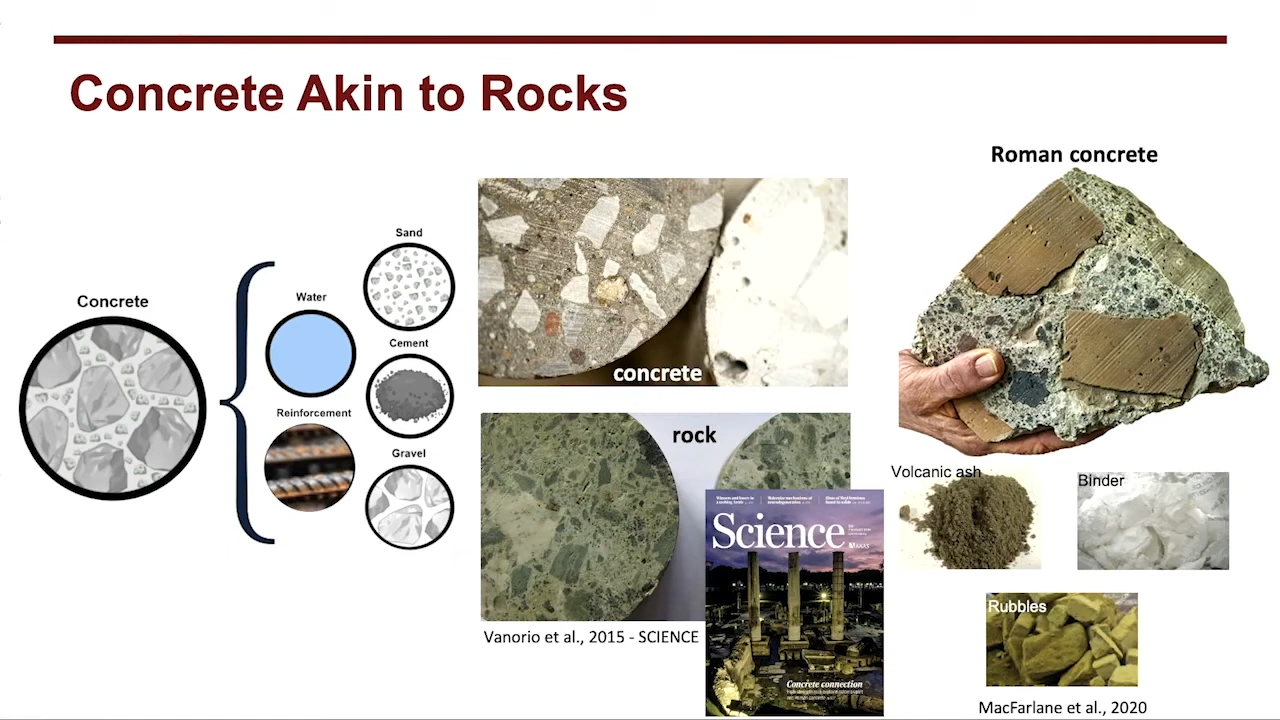 Concrete Akin to Rocks
Concrete
Water
Reinforcement
Sand
Cement
Gravel
concrete
rock
Vanorio et al., 2015 - SCIENCE
Science
AAAS
Concrete connection
Roman concrete
Volcanic ash
Binder
Rubbles
MacFarlane et al., 2020